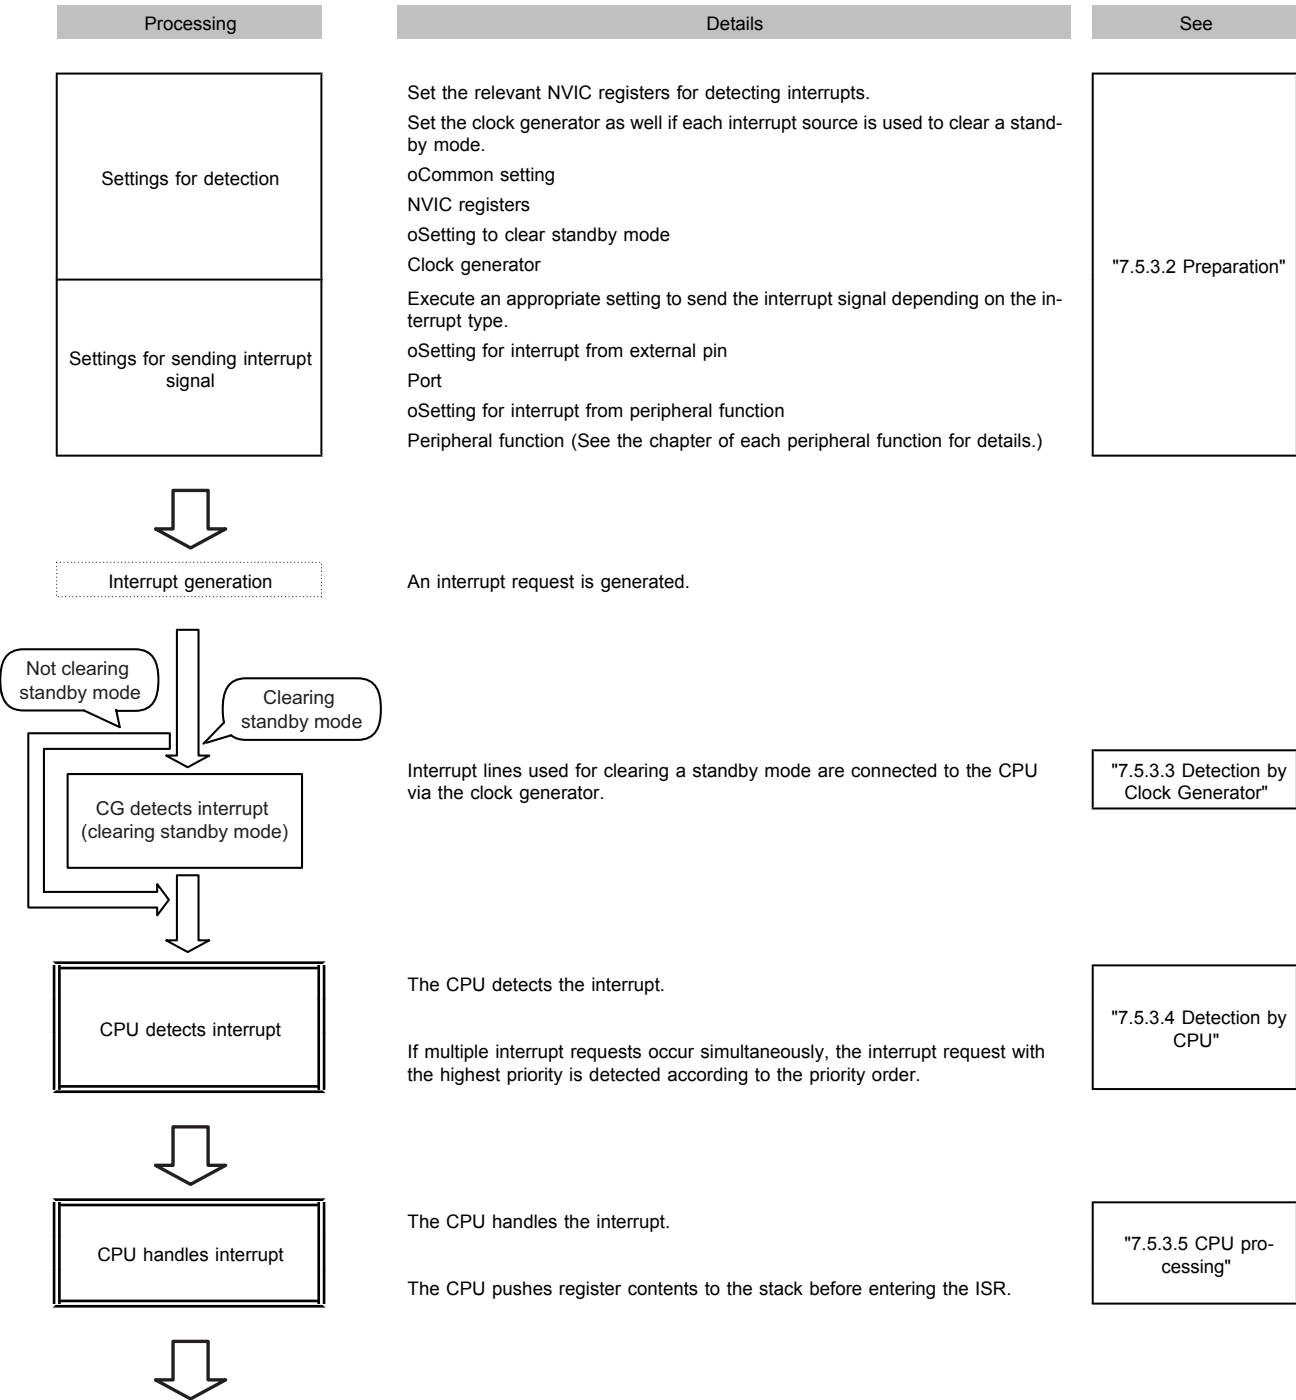 Processing
Details
See
Settings for detection
Set the relevant NVIC registers for detecting interrupts.
Set the clock generator as well if each interrupt source is used to clear a stand-
by mode.
oCommon setting
NVIC registers
oSetting to clear standby mode
Clock generator
"7.5.3.2 Preparation"
Settings for sending interrupt
signal
Execute an appropriate setting to send the interrupt signal depending on the in-
terrupt type.
oSetting for interrupt from external pin
Port
oSetting for interrupt from peripheral function
Peripheral function (See the chapter of each peripheral function for details.)
Interrupt generation
An interrupt request is generated.
Not clearing
standby mode
Clearing
standby mode
CG detects interrupt
(clearing standby mode)
Interrupt lines used for clearing a standby mode are connected to the CPU
via the clock generator.
"7.5.3.3 Detection by
Clock Generator"
CPU detects interrupt
The CPU detects the interrupt.
If multiple interrupt requests occur simultaneously, the interrupt request with
the highest priority is detected according to the priority order.
"7.5.3.4 Detection by
CPU"
CPU handles interrupt
The CPU handles the interrupt.
The CPU pushes register contents to the stack before entering the ISR.
"7.5.3.5 CPU pro-
cessing"